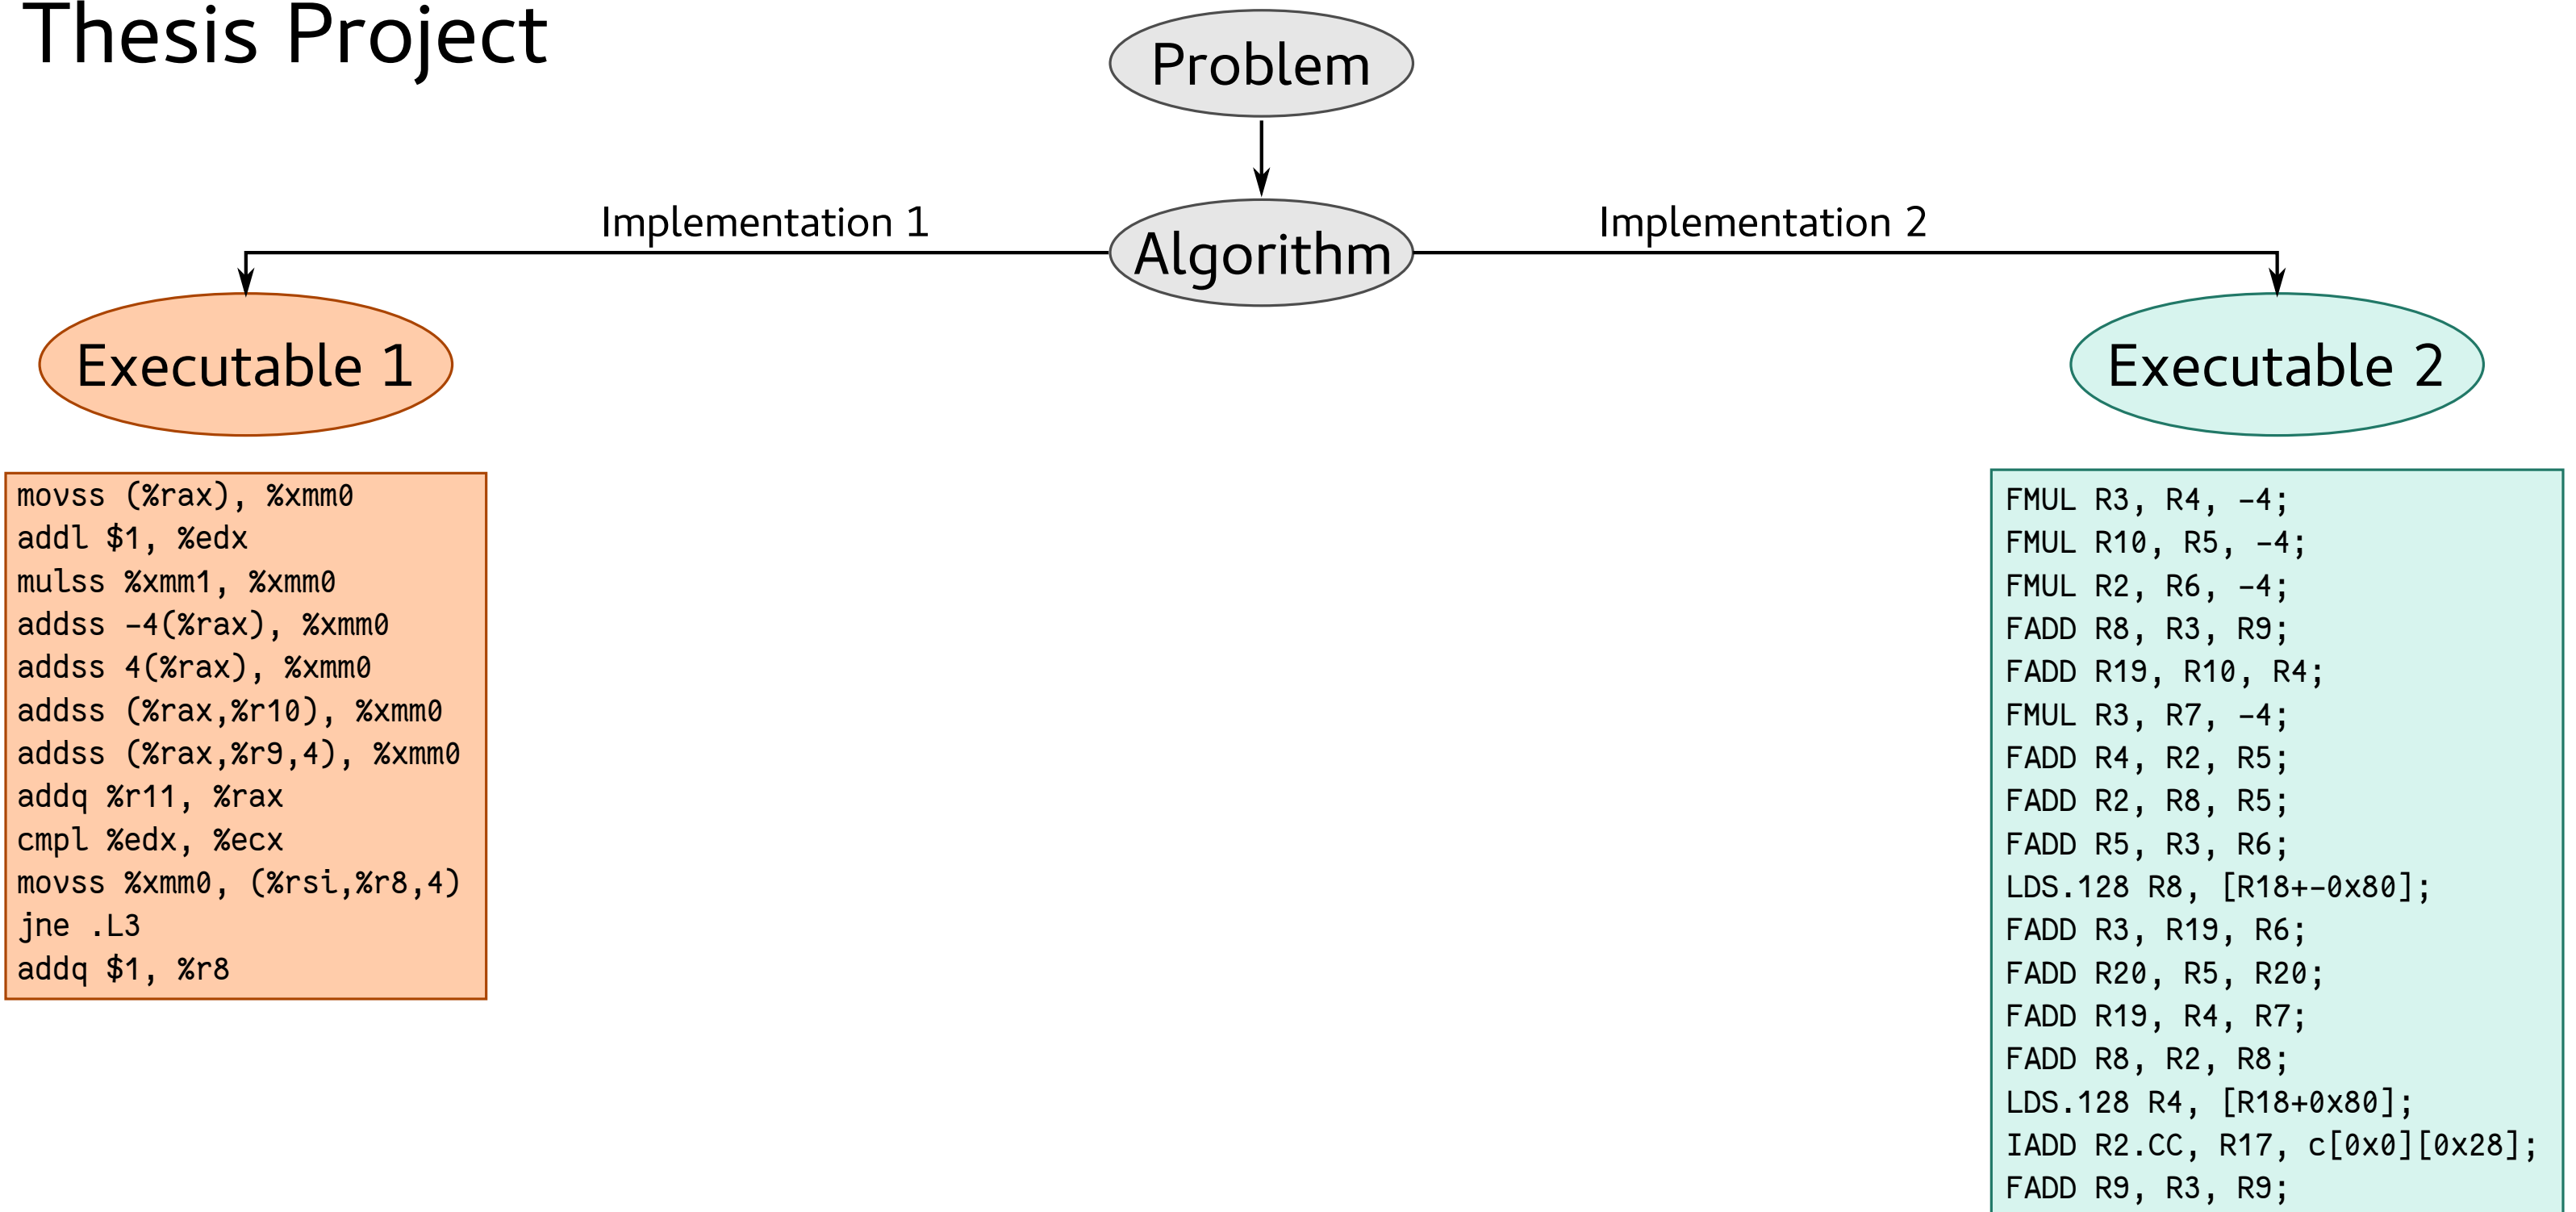 Thesis Project
Problem
Implementation 1
Algorithm
Implementation 2
Executable 1
Executable 2
movss (%rax), %xmm0
addl $1, %edx
mulss %xmm1, %xmm0
addss -4(%rax), %xmm0
addss 4(%rax), %xmm0
addss (%rax,%r10), %xmm0
addss (%rax,%r9,4), %xmm0
addq %r11, %rax
cmpl %edx, %ecx
movss %xmm0, (%rsi,%r8,4)
jne .L3
addq $1, %r8
FMUL R3, R4, -4;
FMUL R10, R5, -4;
FMUL R2, R6, -4;
FADD R8, R3, R9;
FADD R19, R10, R4;
FMUL R3, R7, -4;
FADD R4, R2, R5;
FADD R2, R8, R5;
FADD R5, R3, R6;
LDS.128 R8, [R18+-0x80];
FADD R3, R19, R6;
FADD R20, R5, R20;
FADD R19, R4, R7;
FADD R8, R2, R8;
LDS.128 R4, [R18+0x80];
IADD R2.CC, R17, c[0x0][0x28];
FADD R9, R3, R9;